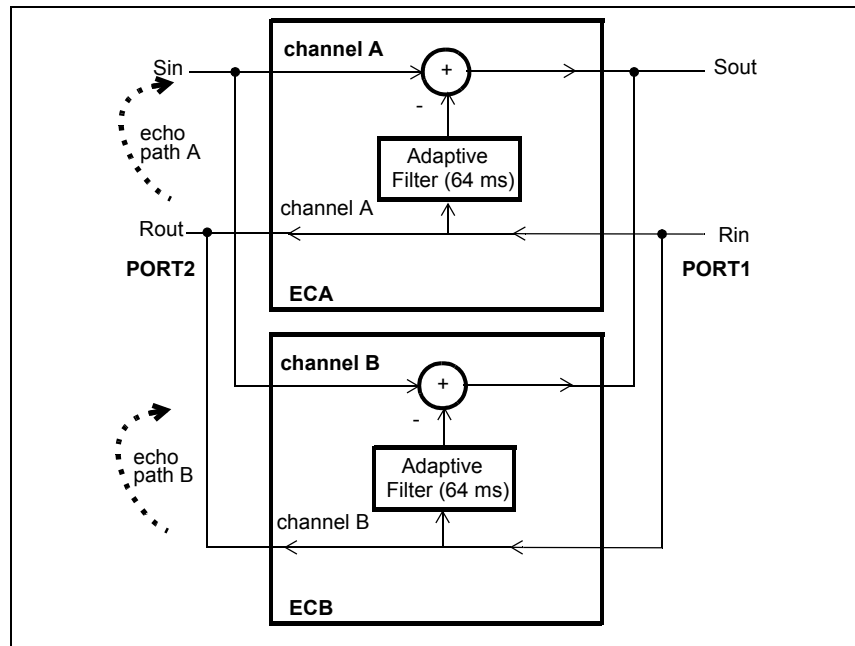 channel A
Sin
+
Sout
-
echo
path A
Adaptive
Filter (64 ms)
channel A
Rout
Rin
PORT2
PORT1
ECA
channel B
+
-
echo
path B
Adaptive
Filter (64 ms)
channel B
ECB